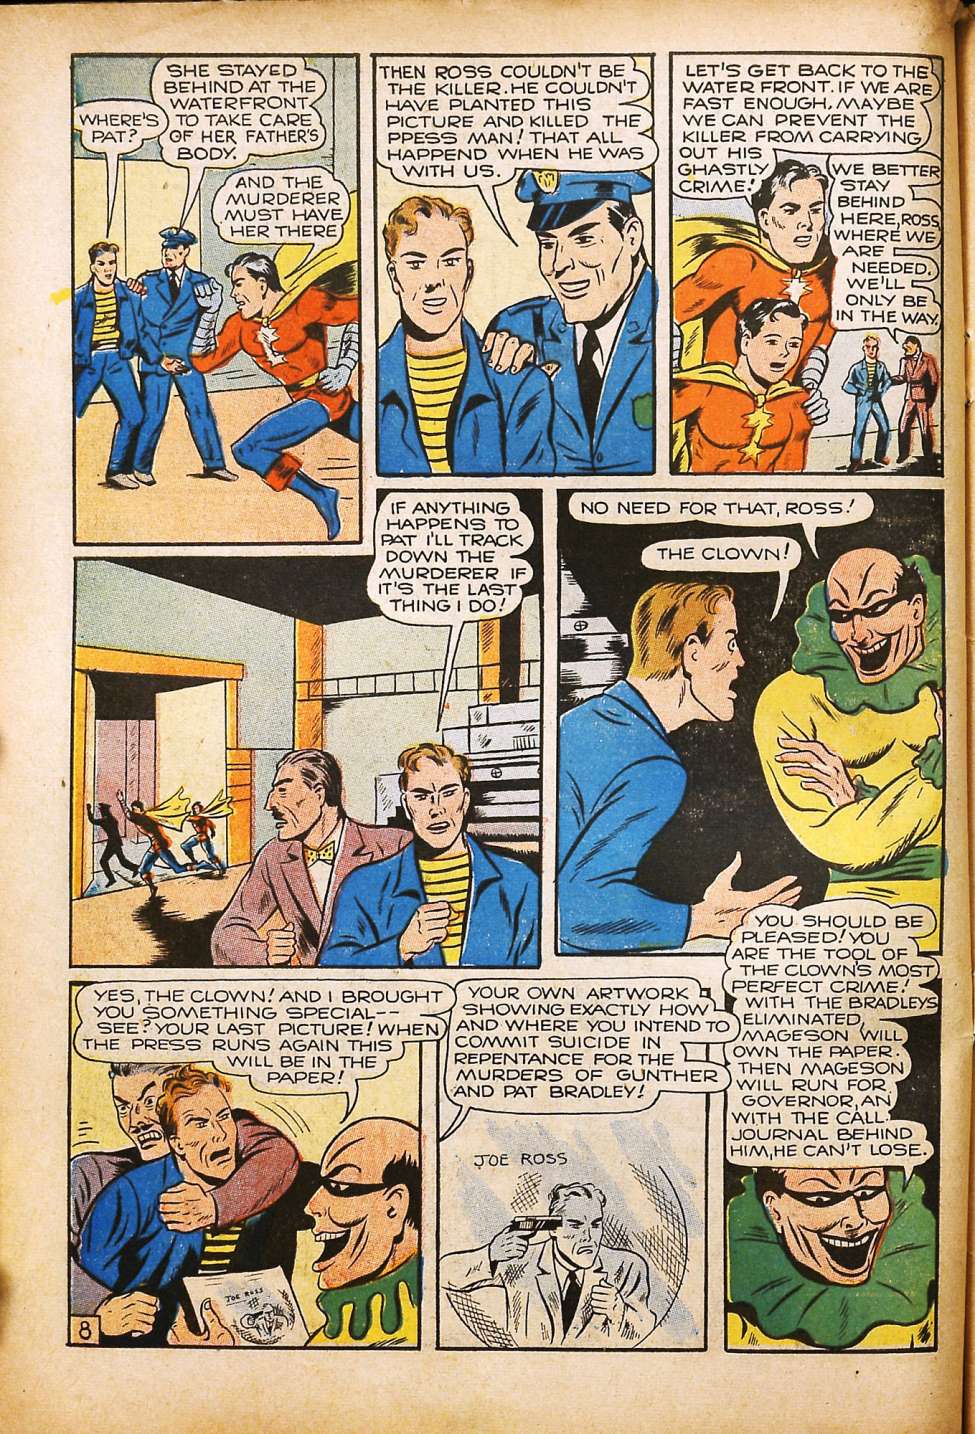 WHERE'S
PAT?
SHE STAYED
BEHIND AT THE
WATERFRONT
TO TAKE CARE
OF HER FATHER'S
BODY.
AND THE
MURDERER
MUST HAVE
HER THERE
THEN ROSS COULDN'T BE
THE KILLER. HE COULDN'T
HAVE PLANTED THIS
PICTURE AND KILLED THE
PPESS MAN! THAT ALL
HAPPEND WHEN HE WAS
WITH US.
LET'S GET BACK TO THE
WATER FRONT. IF WE ARE
FAST ENOUGH, MAYBE
WE CAN PREVENT THE
KILLER FROM CARRYING
OUT HIS
GHASTLY
CRIME!
WE BETTER
STAY
BEHIND
HERE, ROSS,
WHERE WE
ARE
NEEDED.
WE'LL
ONLY BE
IN THE WAY.
IF ANYTHING
HAPPENS TO
PAT I'LL TRACK
DOWN THE
MURDERER IF
IT'S THE LAST
THING I DO!
NO NEED FOR THAT, ROSS!
THE CLOWN!
YES, THE CLOWN! AND I BROUGHT
YOU SOMETHING SPECIAL--
SEE? YOUR LAST PICTURE! WHEN
THE PRESS RUNS AGAIN THIS
WILL BE IN THE
PAPER!
JOE ROSS
8
YOUR OWN ARTWORK
SHOWING EXACTLY HOW
AND WHERE YOU INTEND TO
COMMIT SUICIDE IN
REPENTANCE FOR THE
MURDERS OF GUNTHER
AND PAT BRADLEY!
JOE ROSS
YOU SHOULD BE
PLEASED! YOU
ARE THE TOOL OF
THE CLOWN'S MOST
PERFECT CRIME!
WITH THE BRADLEYS
ELIMINATED,
MAGESON WILL
OWN THE PAPER.
THEN MAGESON
WILL RUN FOR
GOVERNOR, AN
WITH THE CALL
JOURNAL BEHIND
HIM, HE CAN'T LOSE.